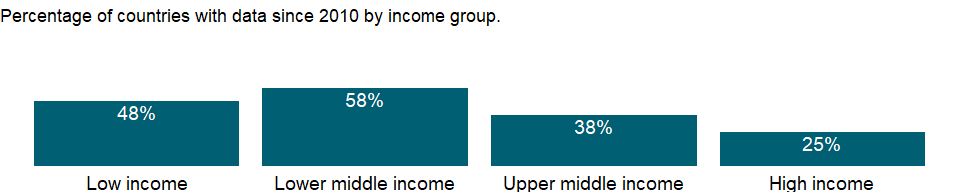 Percentage of countries with data since 2010 by income group.
48%
58%
38%
25%
Low income
Lower middle income
Upper middle income
High income